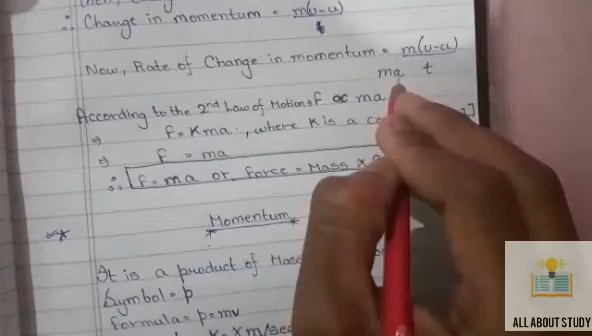 ∴ Change in momentum = m(v-u)
Now, Rate of Change in momentum = m(v-u)/t
ma
According to the 2nd Law of Motion f ∝ ma
⇒ f = Kma, where K is a
⇒ f = ma
∴ f = ma or force = Mass ×
Momentum
It is a product of Mass
Symbol = p
formula = p = mv
ALL ABOUT STUDY